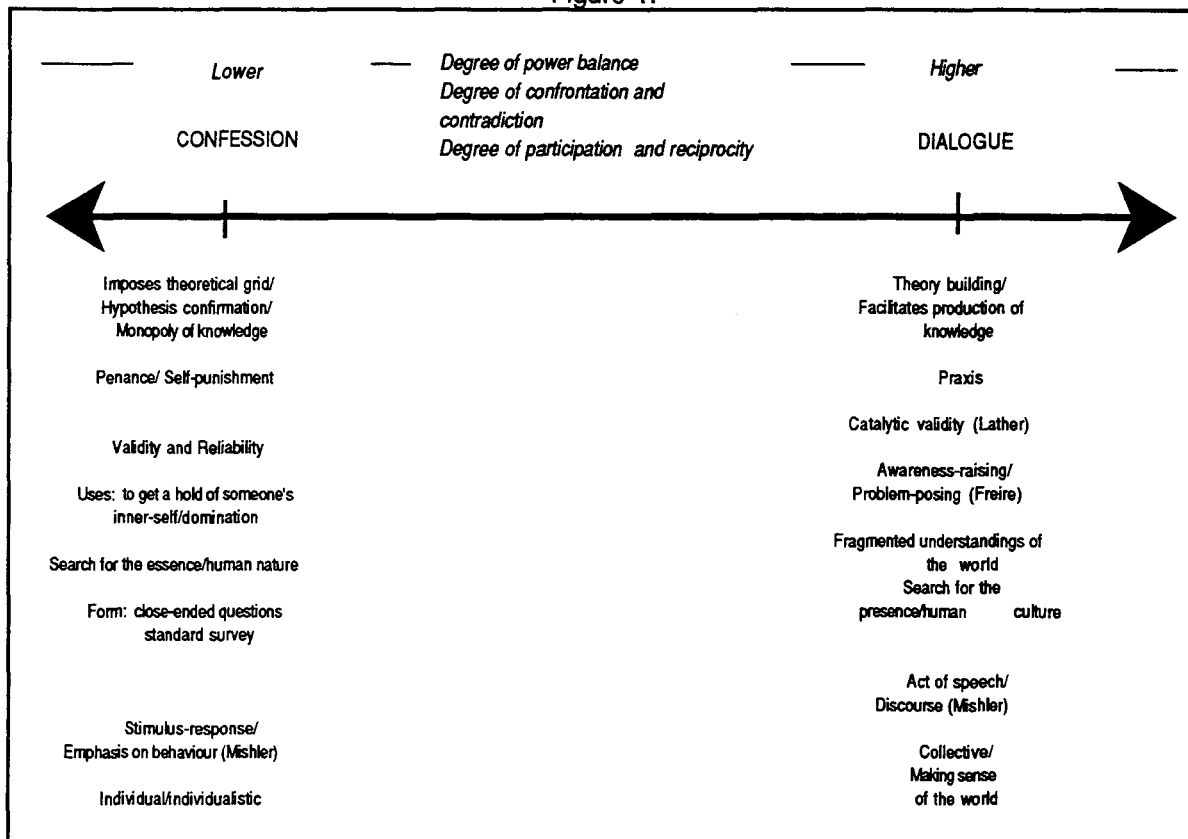 Figure 1.
Lower
Degree of power balance
Higher
Degree of confrontation and
contradiction
CONFESSION
Degree of participation and reciprocity
DIALOGUE
Imposes theoretical grid/
Hypothesis confirmation/
Monopoly of knowledge
Penance/ Self-punishment
Validity and Reliability
Uses: to get a hold of someone's
inner-self/domination
Search for the essence/human nature
Form: close-ended questions
standard survey
Stimulus-response/
Emphasis on behaviour (Mishler)
Individual/individualistic
Theory building/
Facilitates production of
knowledge
Praxis
Catalytic validity (Lather)
Awareness-raising/
Problem-posing (Freire)
Fragmented understandings of
the world
Search for the
presence/human culture
Act of speech/
Discourse (Mishler)
Collective/
Making sense
of the world